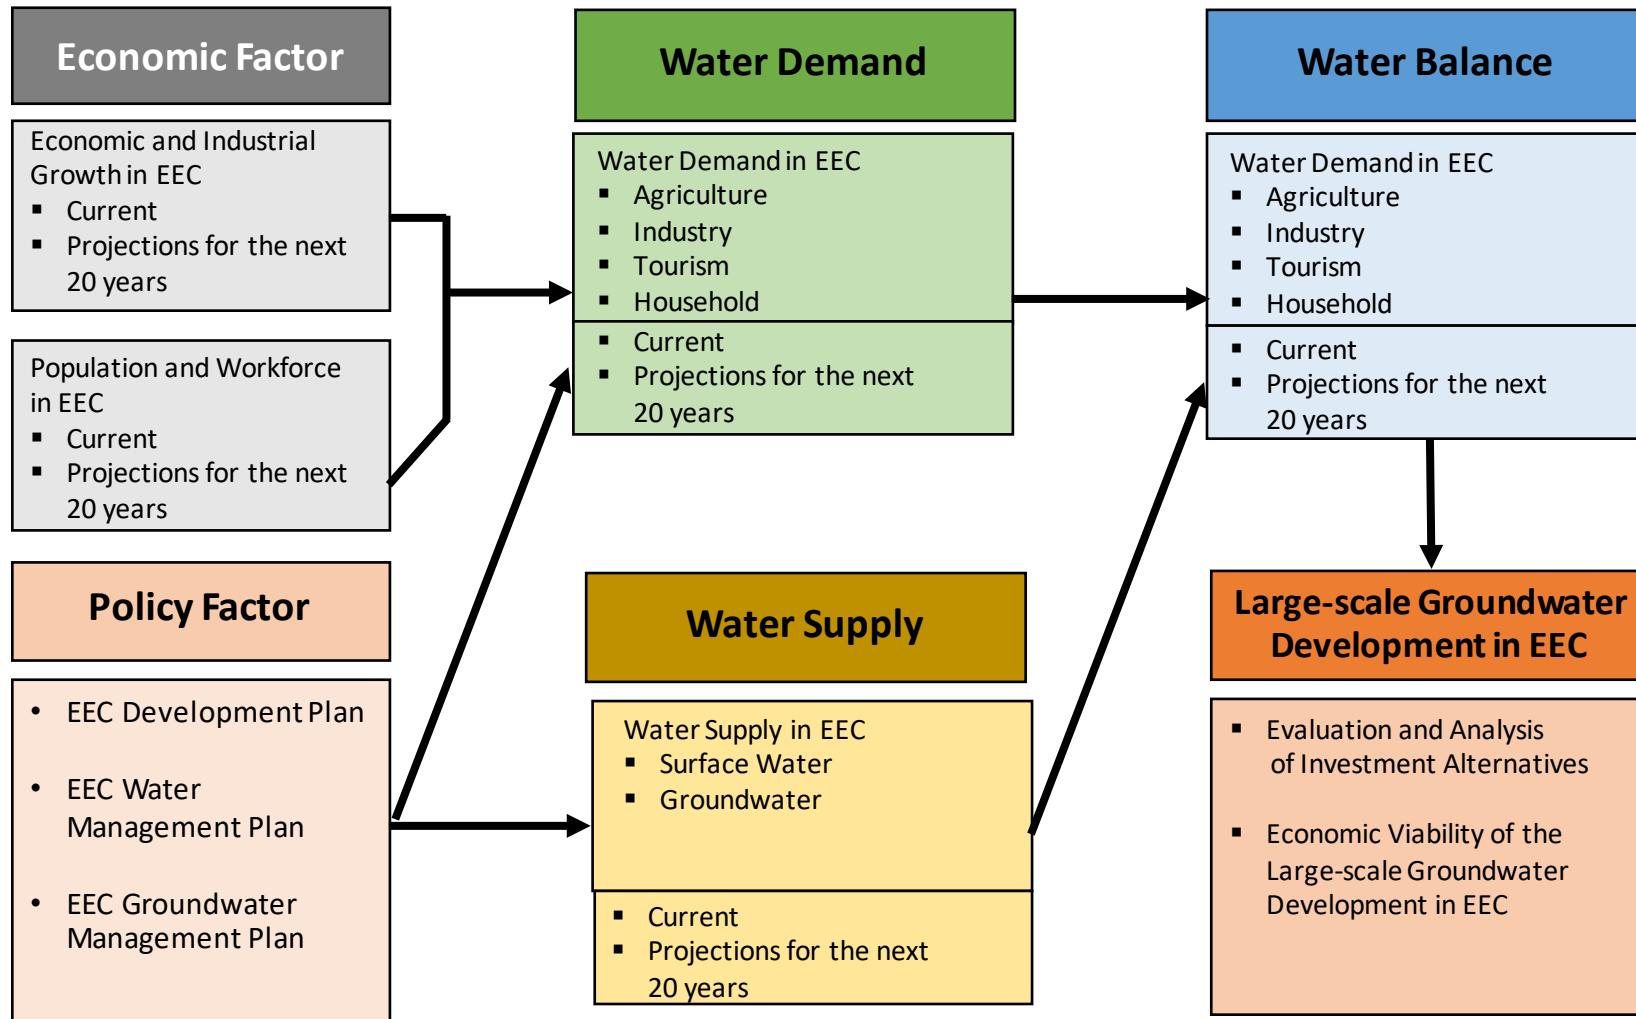 Economic Factor
Economic and Industrial
Growth in EEC
▪ Current
▪ Projections for the next
20 years
Population and Workforce
in EEC
▪ Current
▪ Projections for the next
20 years
Policy Factor
• EEC Development Plan
• EEC Water
Management Plan
• EEC Groundwater
Management Plan
Water Demand
Water Demand in EEC
▪ Agriculture
▪ Industry
▪ Tourism
▪ Household
▪ Current
▪ Projections for the next
20 years
Water Supply
Water Supply in EEC
▪ Surface Water
▪ Groundwater
▪ Current
▪ Projections for the next
20 years
Water Balance
Water Demand in EEC
▪ Agriculture
▪ Industry
▪ Tourism
▪ Household
▪ Current
▪ Projections for the next
20 years
Large-scale Groundwater
Development in EEC
▪ Evaluation and Analysis
of Investment Alternatives
▪ Economic Viability of the
Large-scale Groundwater
Development in EEC